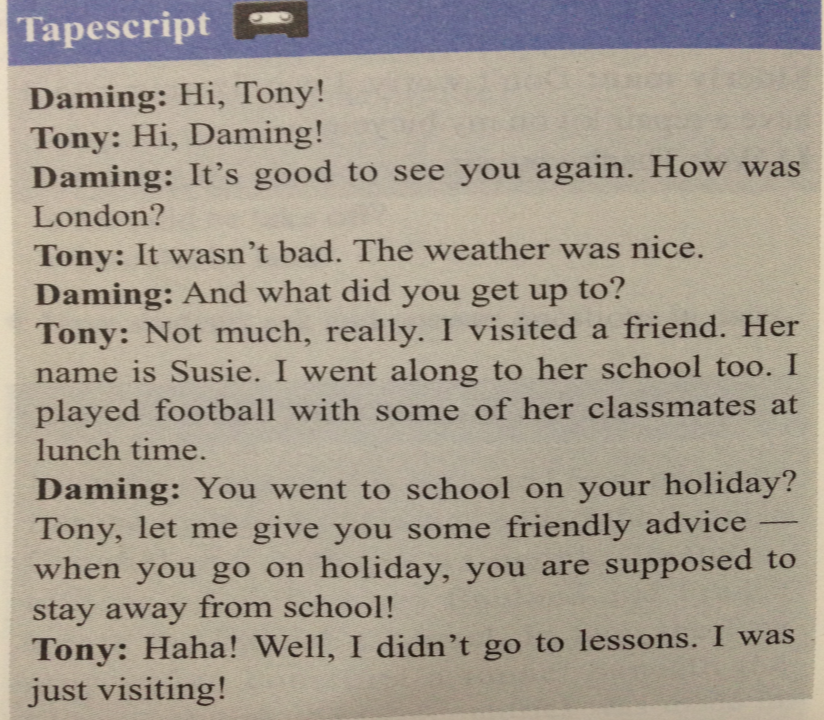 Tapescript
Daming: Hi, Tony!
Tony: Hi, Daming!
Daming: It's good to see you again. How was
London?
Tony: It wasn't bad. The weather was nice.
Daming: And what did you get up to?
Tony: Not much, really. I visited a friend. Her
name is Susie. I went along to her school too. I
played football with some of her classmates at
lunch time.
Daming: You went to school on your holiday?
Tony, let me give you some friendly advice —
when you go on holiday, you are supposed to
stay away from school!
Tony: Haha! Well, I didn't go to lessons. I was
just visiting!